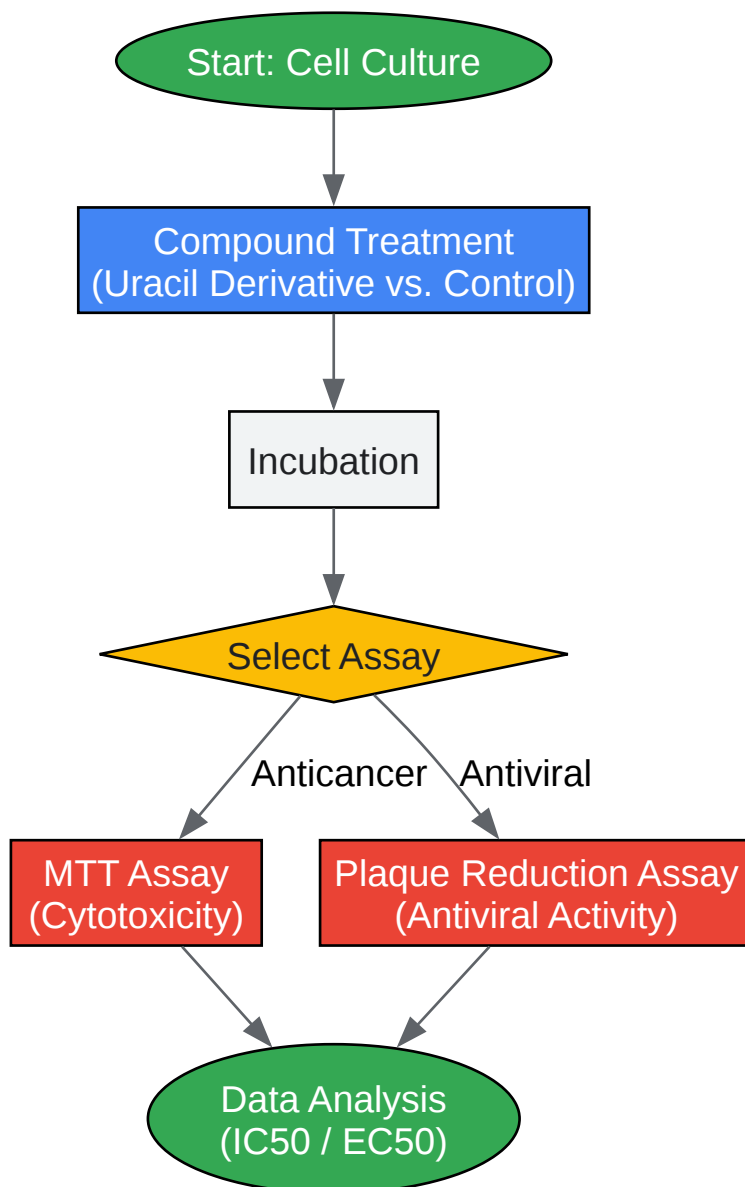 Start: Cell Culture
Compound Treatment
(Uracil Derivative vs. Control)
Incubation
Select Assay
Anticancer
Antiviral
MTT Assay
(Cytotoxicity)
Plaque Reduction Assay
(Antiviral Activity)
Data Analysis
(IC50 / EC50)